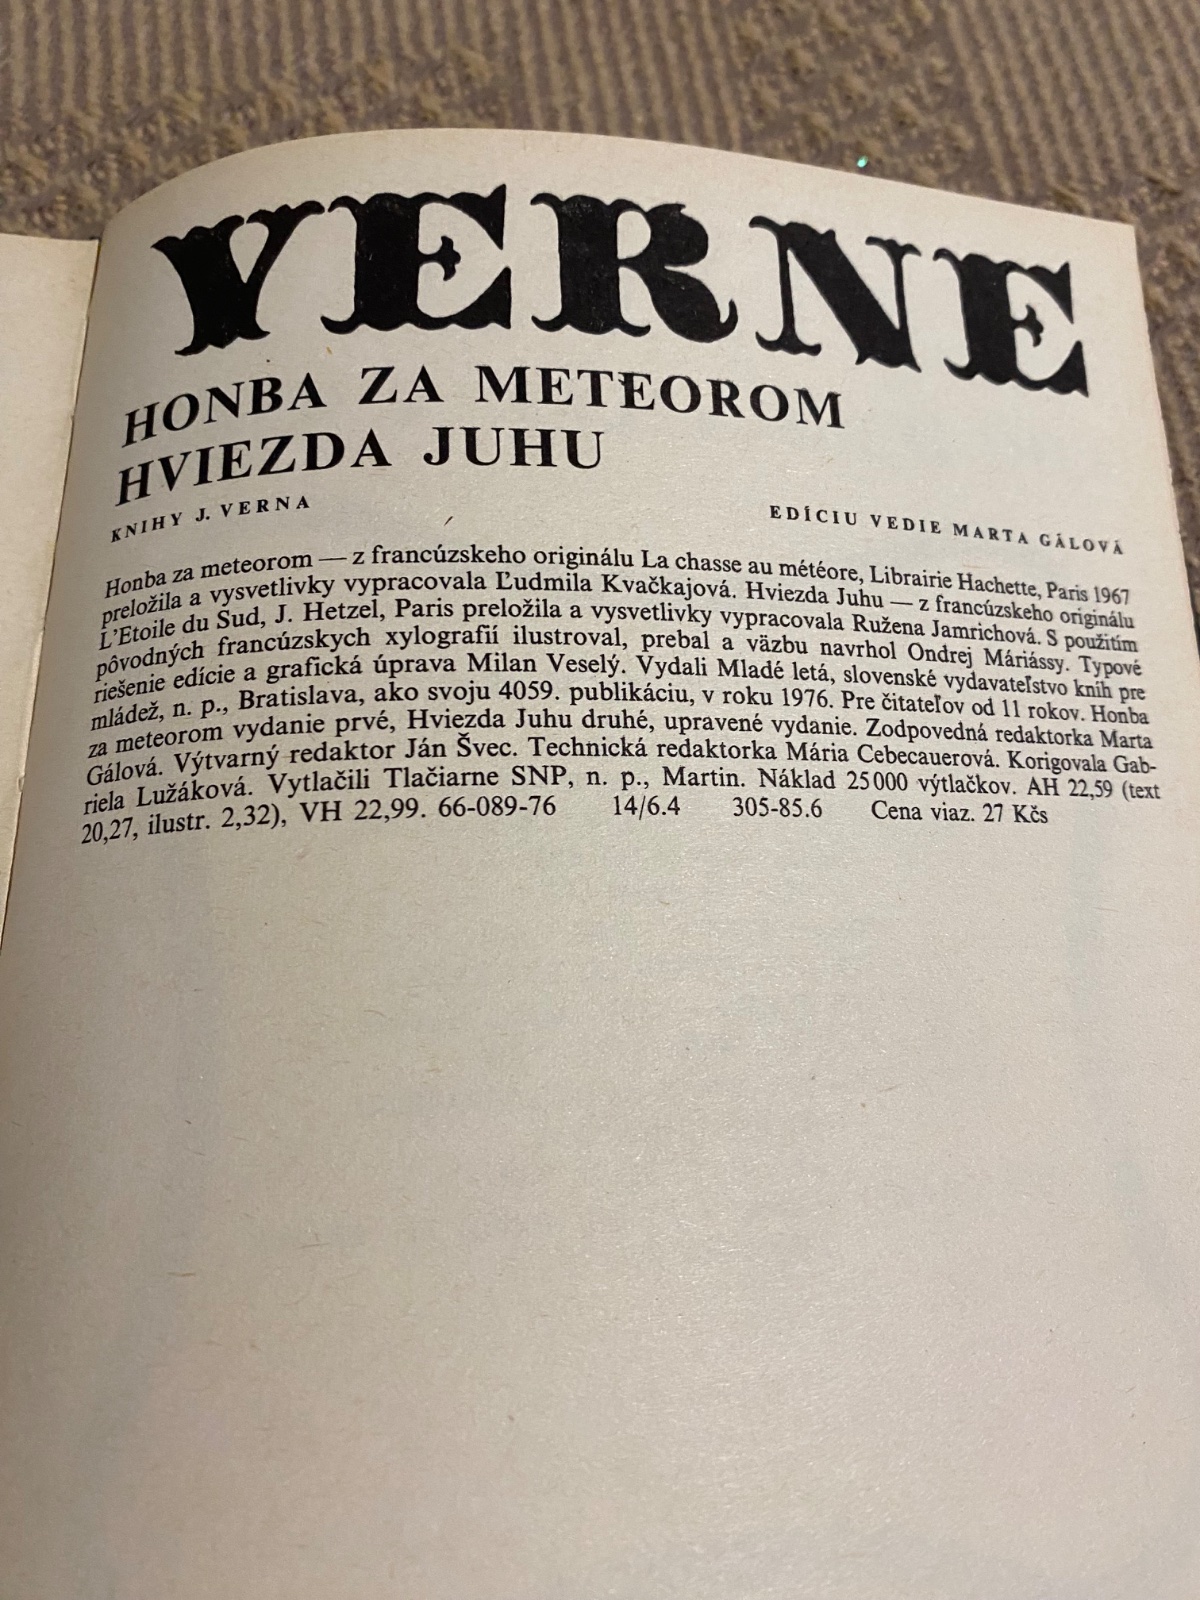 VERNE
HONBA ZA METEOROM
HVIEZDA JUHU
KNIHY J. VERNA
EDÍCIU VEDIE MARTA GÁLOVÁ
Honba za meteorom — z francúzskeho originálu La chasse au météore, Librairie Hachette, Paris 1967
preložila a vysvetlivky vypracovala Ľudmila Kvačkajová. Hviezda Juhu — z francúzskeho originálu
L'Etoile du Sud, J. Hetzel, Paris preložila a vysvetlivky vypracovala Ružena Jamrichová. S použitím
pôvodných francúzskych xylografií ilustroval, prebal a väzbu navrhol Ondrej Máriássy. Typové
riešenie edície a grafická úprava Milan Veselý. Vydali Mladé letá, slovenské vydavateľstvo kníh pre
mládež, n. p., Bratislava, ako svoju 4059. publikáciu, v roku 1976. Pre čitateľov od 11 rokov. Honba
za meteorom vydanie prvé, Hviezda Juhu druhé, upravené vydanie. Zodpovedná redaktorka Marta
Gálová. Výtvarný redaktor Ján Švec. Technická redaktorka Mária Cebecauerová. Korigovala Gab-
riela Lužáková. Vytlačili Tlačiarne SNP, n. p., Martin. Náklad 25 000 výtlačkov. AH 22,59 (text
20,27, ilustr. 2,32), VH 22,99. 66-089-76 14/6.4 305-85.6 Cena viaz. 27 Kčs